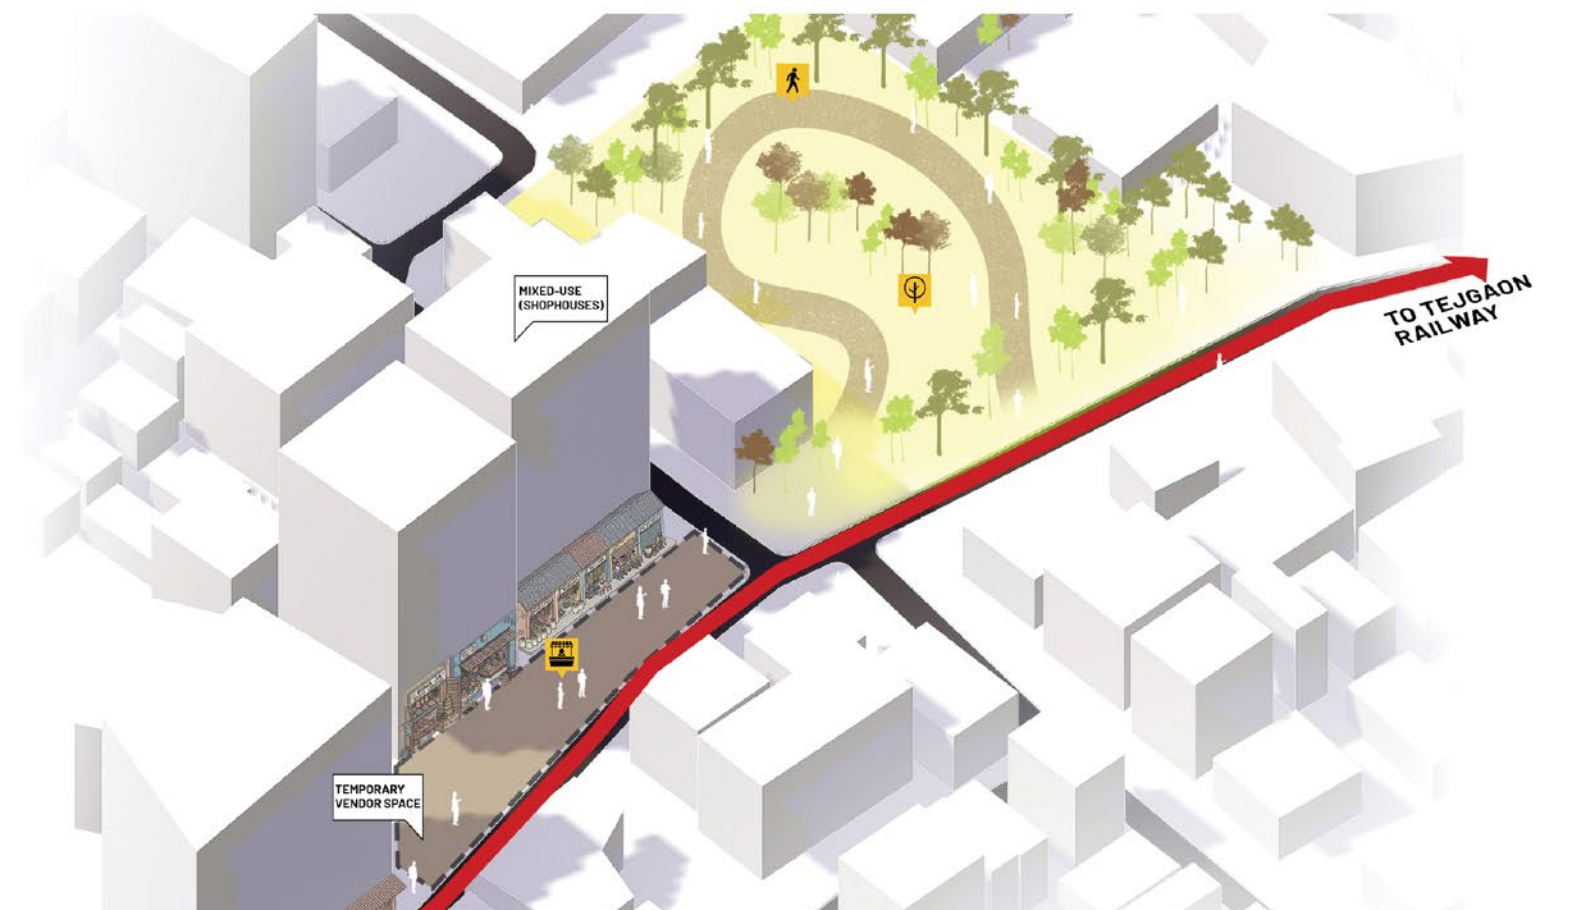 MIXED-USE
(SHOPHOUSES)
TO TEJGAON
RAILWAY
TEMPORARY
VENDOR SPACE